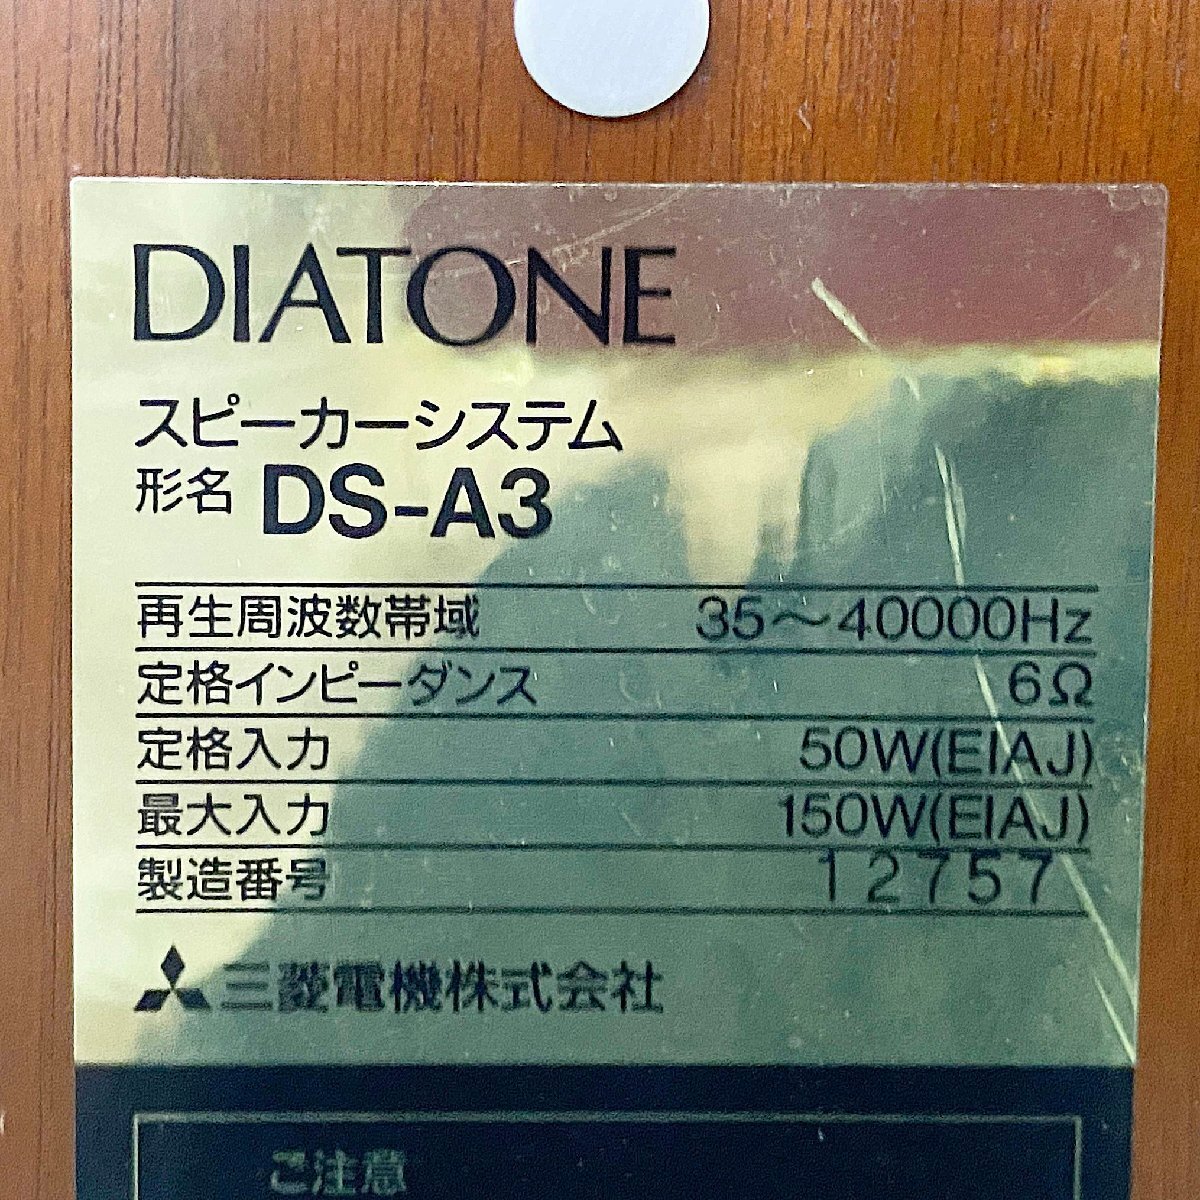 DIATONE
スピーカーシステム
形名 DS-A3
再生周波数帯域 35～40000Hz
定格インピーダンス 6Ω
定格入力 50W(EIAJ)
最大入力 150W(EIAJ)
製造番号 12757
三菱電機株式会社
ご注意